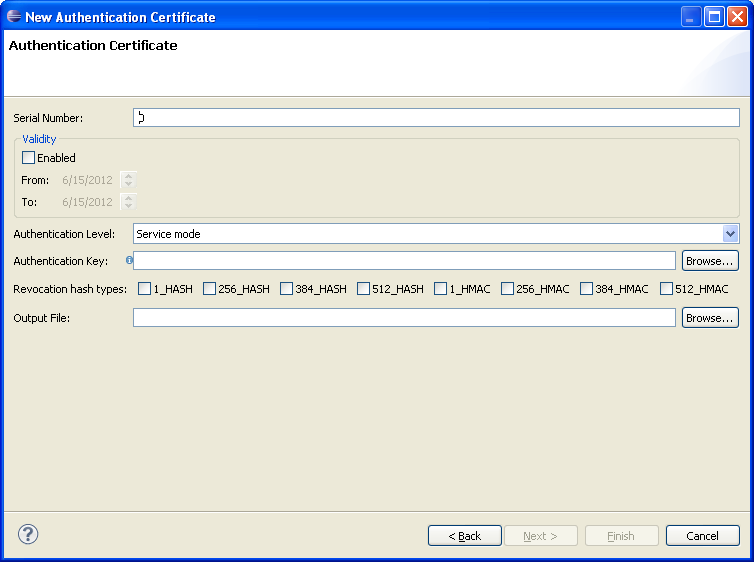 New Authentication Certificate
Authentication Certificate
Serial Number:
Validity
Enabled
From: 6/15/2012
To: 6/15/2012
Authentication Level: Service mode
Authentication Key: Browse...
Revocation hash types: 1_HASH 256_HASH 384_HASH 512_HASH 1_HMAC 256_HMAC 384_HMAC 512_HMAC
Output File: Browse...
? < Back Next > Finish Cancel